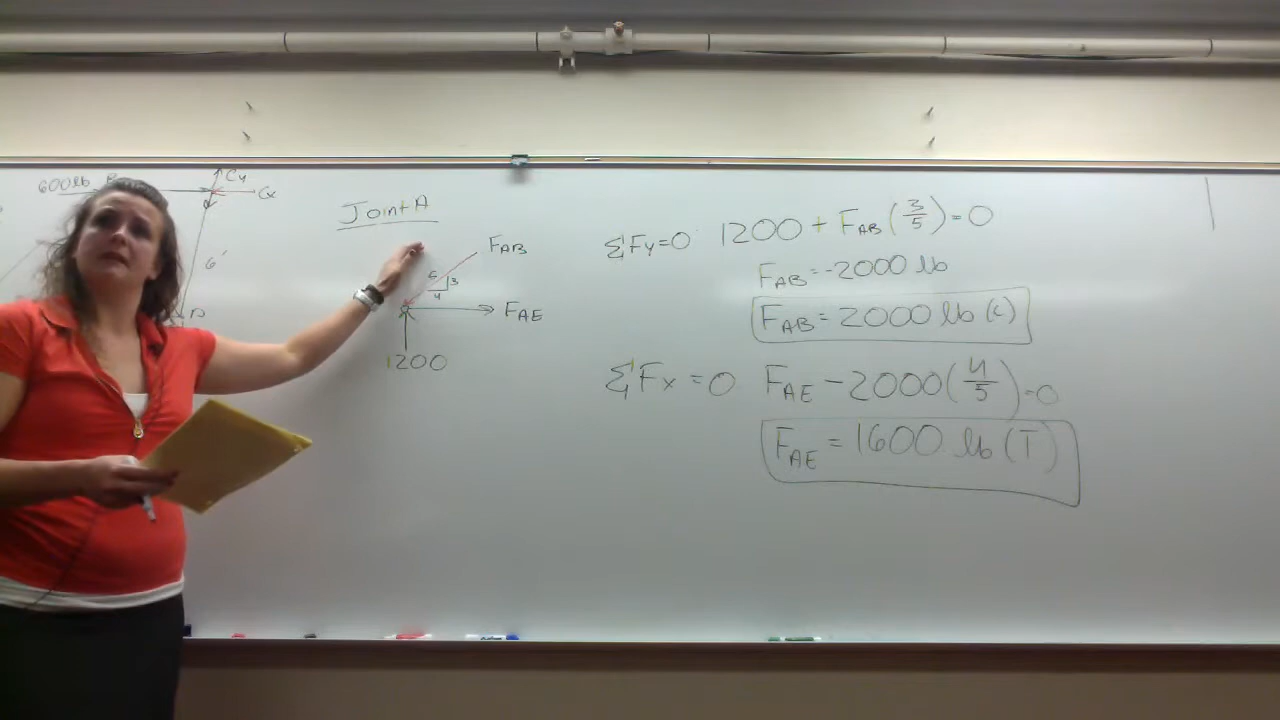 600lb
Cy
Cx
6'
D
Joint A
FAB
3
4
FAE
1200
ΣFy=0 1200 + FAB(3/5)=0
FAB=-2000 lb
FAB=2000 lb (C)
ΣFx=0 FAE-2000(4/5)=0
FAE=1600 lb (T)